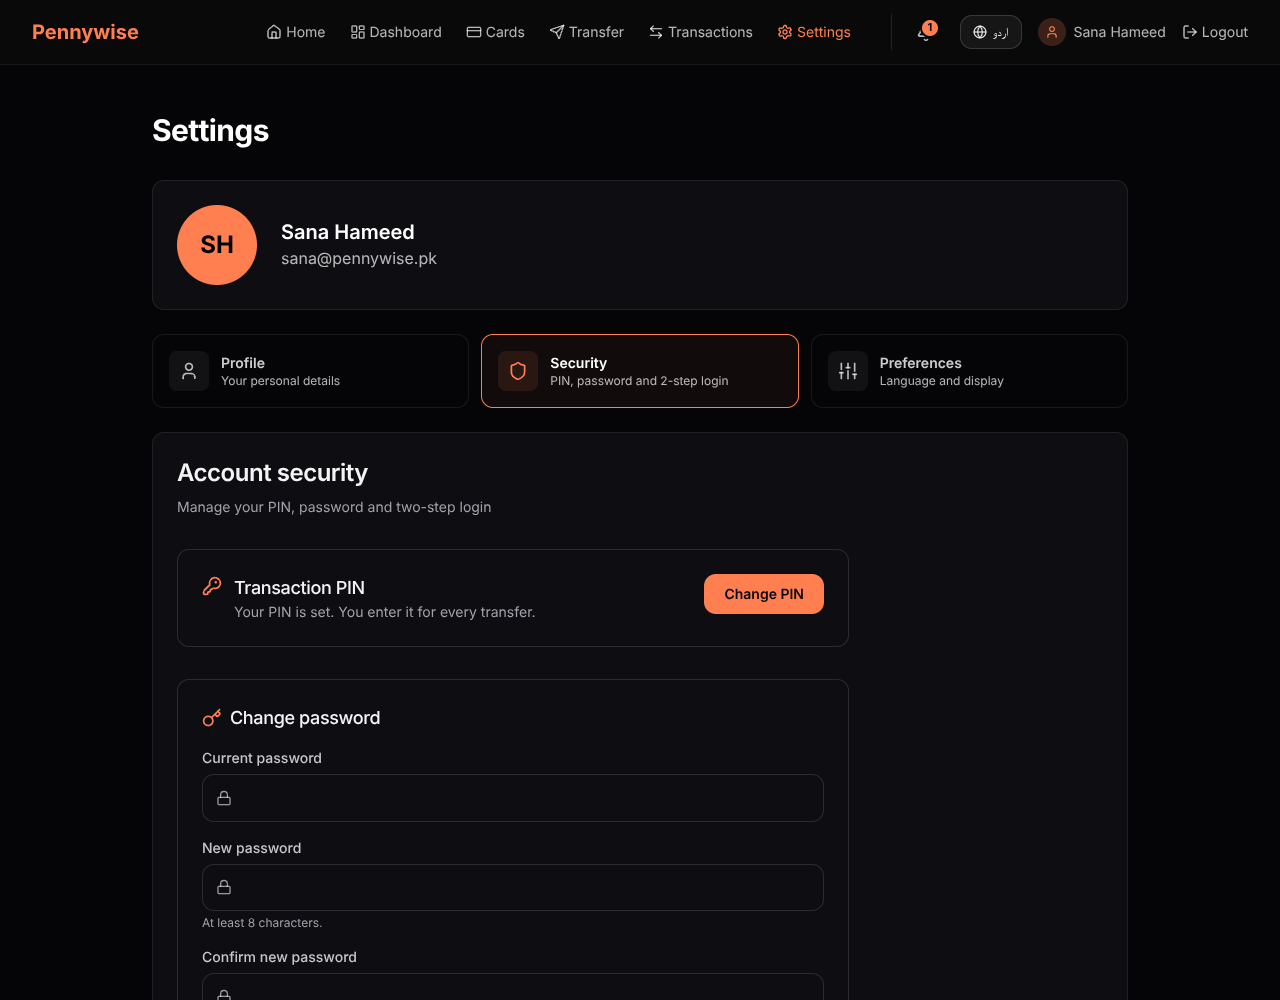 Pennywise
Home
Dashboard
Cards
Transfer
Transactions
Settings
1
اردو
Sana Hameed
Logout
Settings
SH
Sana Hameed
sana@pennywise.pk
Profile
Your personal details
Security
PIN, password and 2-step login
Preferences
Language and display
Account security
Manage your PIN, password and two-step login
Transaction PIN
Your PIN is set. You enter it for every transfer.
Change PIN
Change password
Current password
New password
At least 8 characters.
Confirm new password